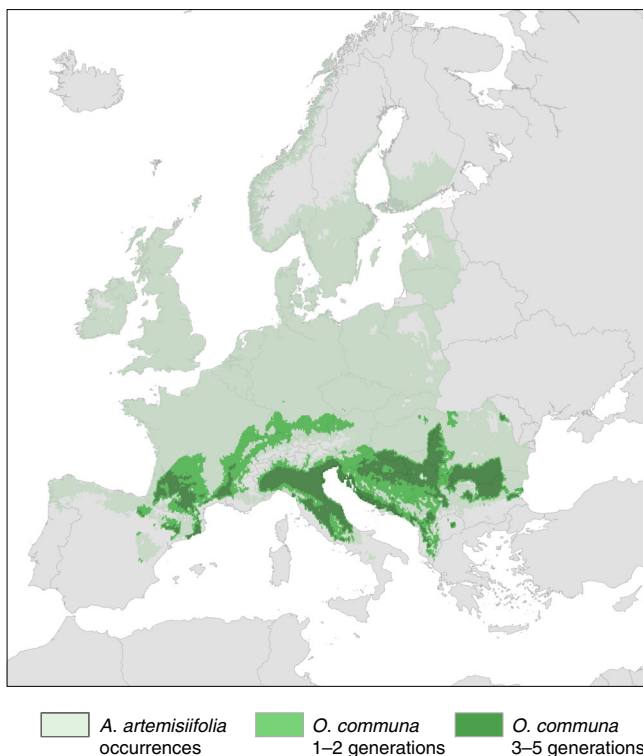 A. artemisiifolia
occurrences
O. communa
1–2 generations
O. communa
3–5 generations